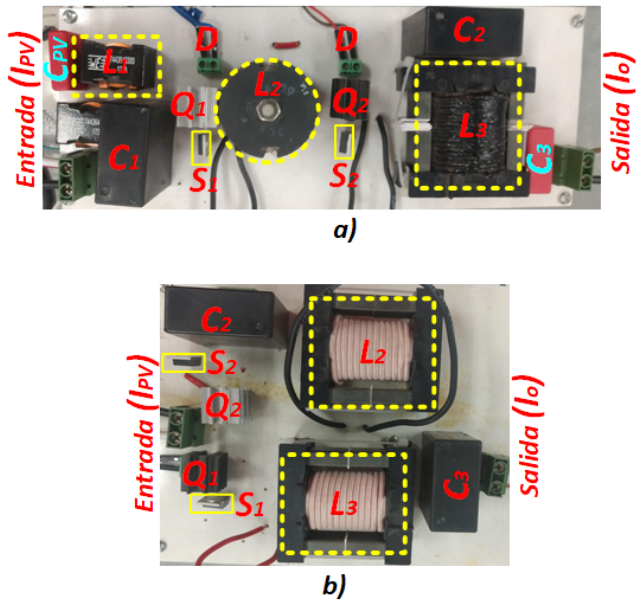 Entrada (IPV)
CPV
L1
D
L2
D
C2
Q1
Q2
L3
C1
S1
S2
C3
Salida (Io)
a)
C2
L2
S2
Q2
Entrada (IPV)
Q1
S1
L3
C3
Salida (Io)
b)